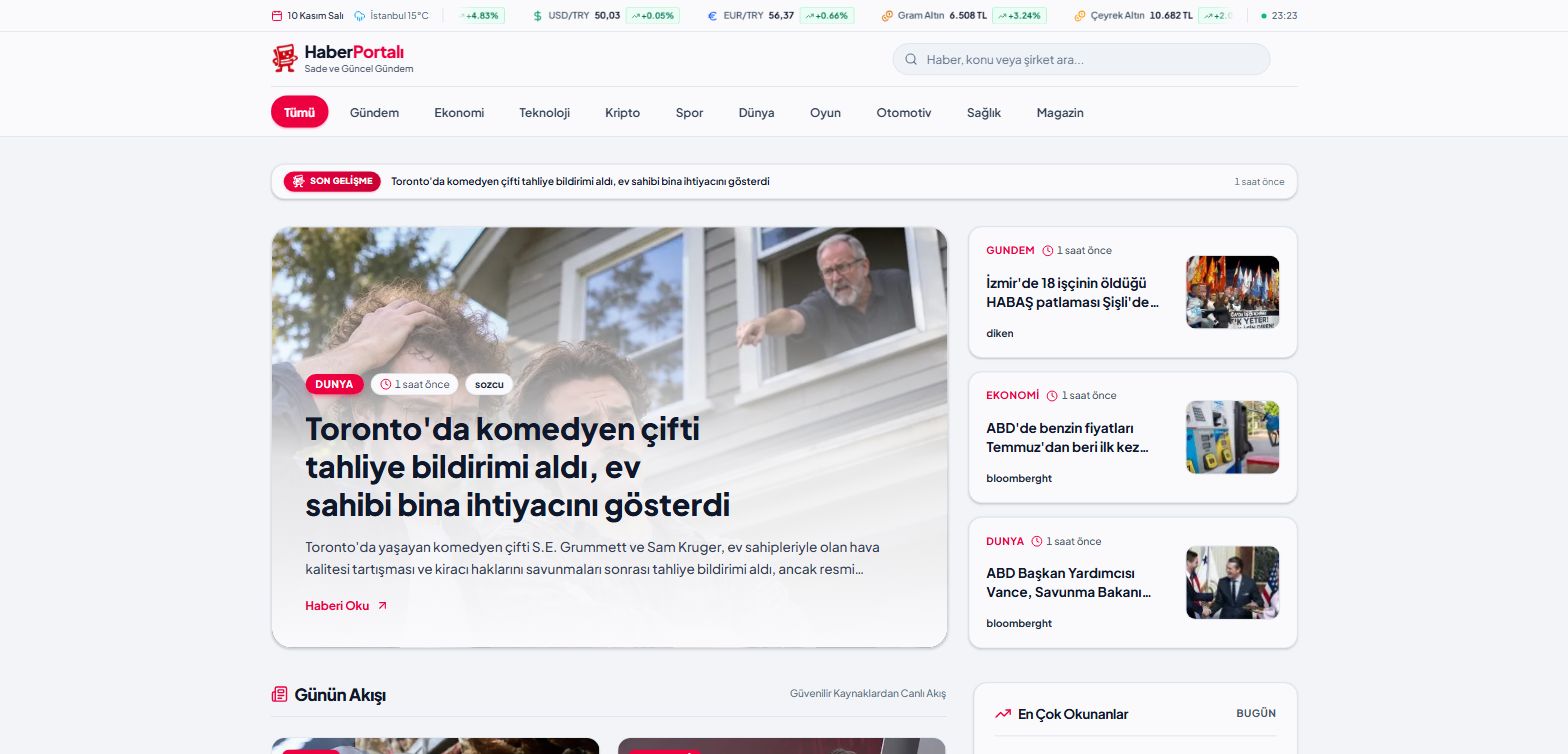 10 Kasım Salı
İstanbul 15°C
+4.83%
USD/TRY 50,03 +0.05%
EUR/TRY 56,37 +0.66%
Gram Altın 6.508 TL +3.24%
Çeyrek Altın 10.682 TL
23:23
HaberPortalı
Sade ve Güncel Gündem
Haber, konu veya şirket ara...
Tümü
Gündem
Ekonomi
Teknoloji
Kripto
Spor
Dünya
Oyun
Otomotiv
Sağlık
Magazin
SON GELİŞME
Toronto'da komedyen çifti tahliye bildirimi aldı, ev sahibi bina ihtiyacını gösterdi
1 saat önce
DUNYA
1 saat önce
sozcu
Toronto'da komedyen çifti
tahliye bildirimi aldı, ev
sahibi bina ihtiyacını gösterdi
Toronto'da yaşayan komedyen çifti S.E. Grummett ve Sam Kruger, ev sahipleriyle olan hava
kalitesi tartışması ve kiracı haklarını savunmaları sonrası tahliye bildirimi aldı, ancak resmi…
Haberi Oku
GUNDEM
1 saat önce
İzmir'de 18 işçinin öldüğü
HABAŞ patlaması Şişli'de…
diken
EKONOMİ
1 saat önce
ABD'de benzin fiyatları
Temmuz'dan beri ilk kez…
bloomberght
DUNYA
1 saat önce
ABD Başkan Yardımcısı
Vance, Savunma Bakanı…
bloomberght
Günün Akışı
Güvenilir Kaynaklardan Canlı Akış
En Çok Okunanlar
BUGÜN